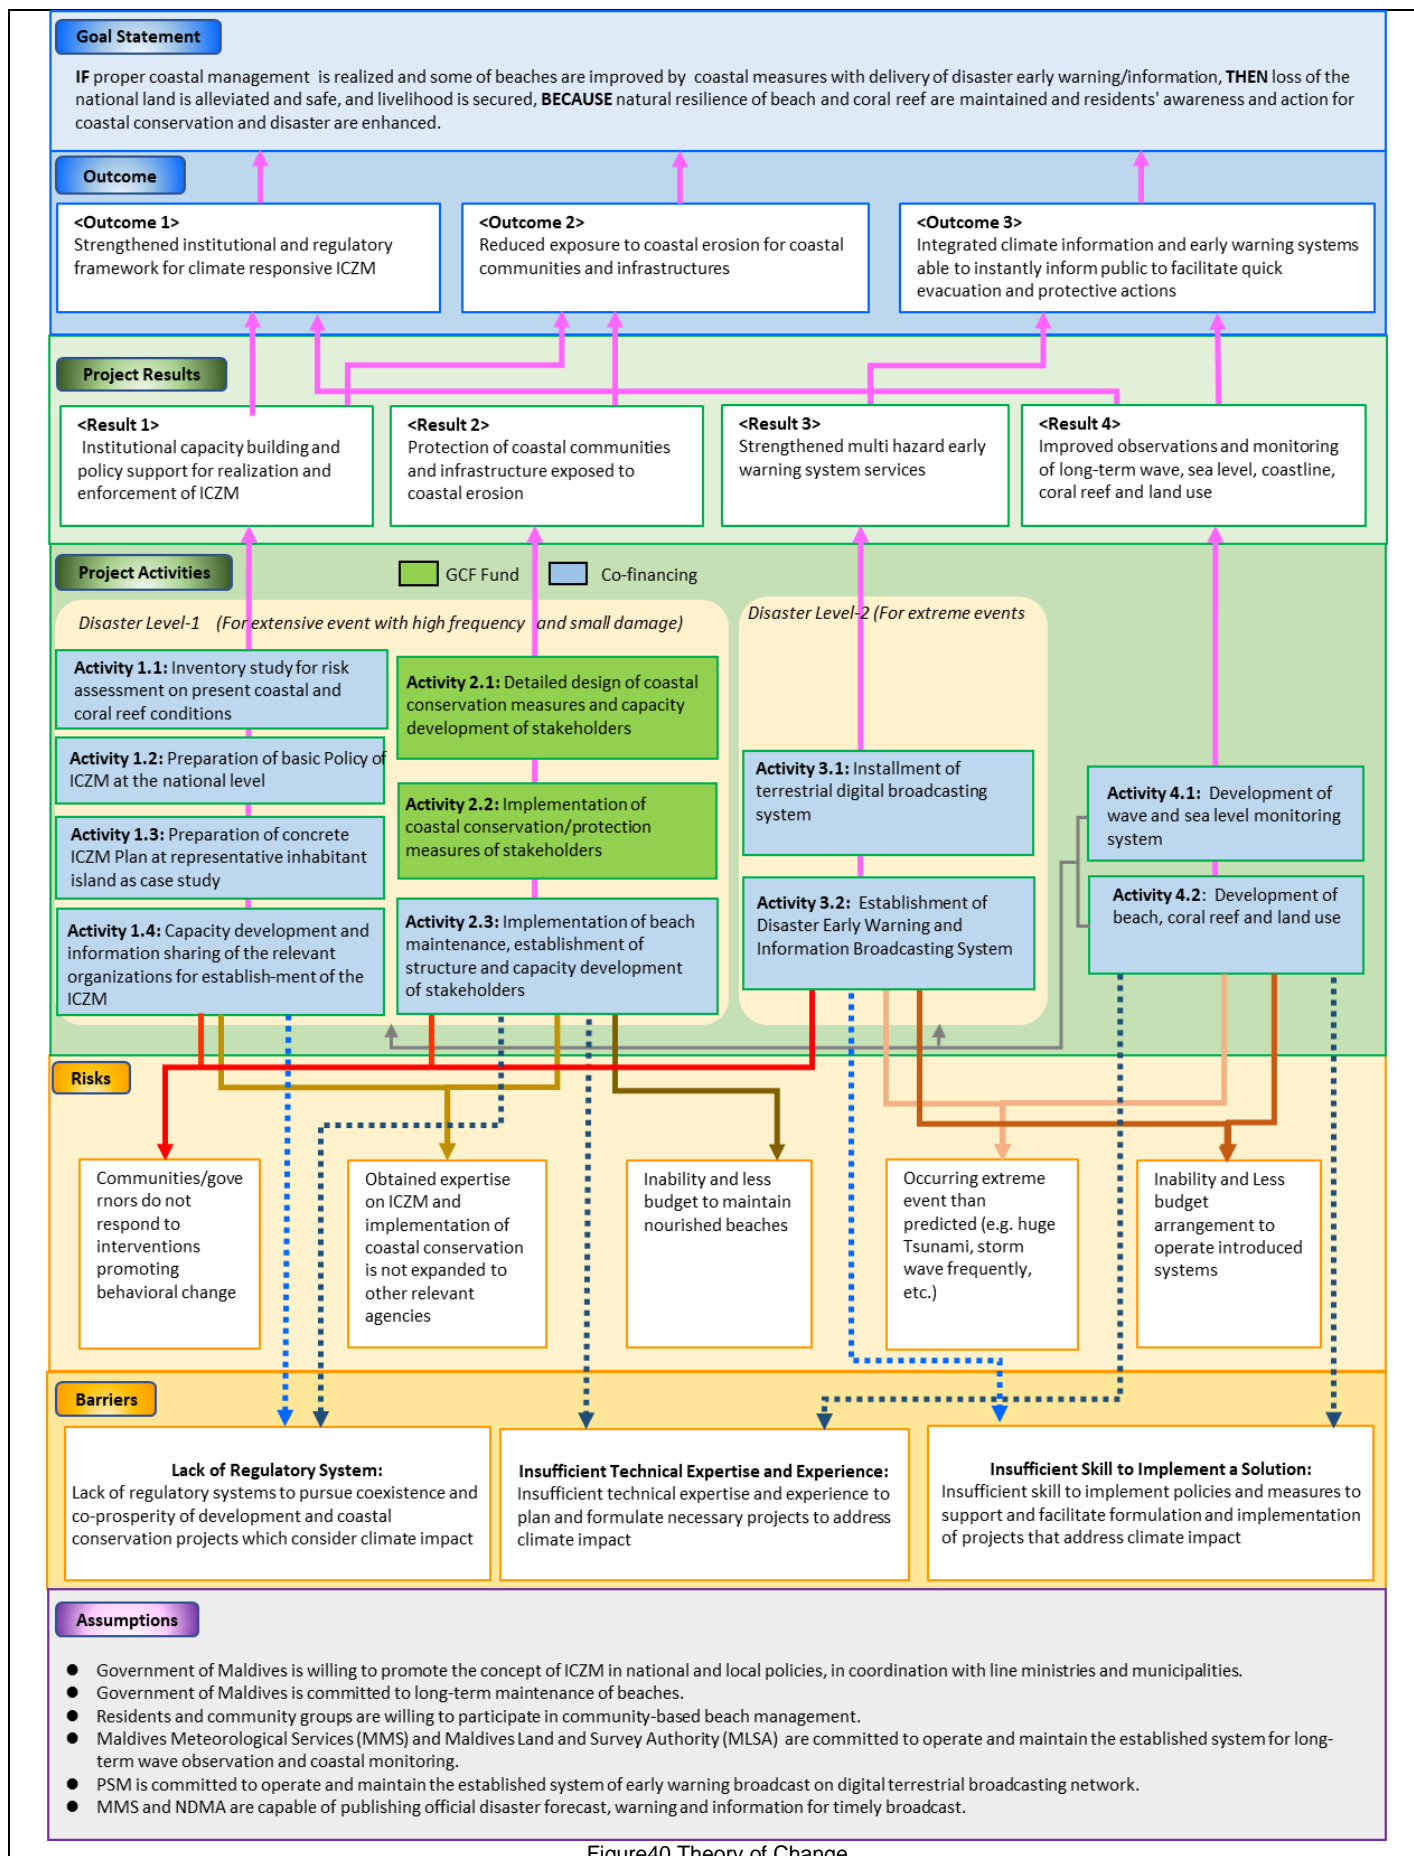 Goal Statement
IF proper coastal management is realized and some of beaches are improved by coastal measures with delivery of disaster early warning/information, THEN loss of the
national land is alleviated and safe, and livelihood is secured, BECAUSE natural resilience of beach and coral reef are maintained and residents' awareness and action for
coastal conservation and disaster are enhanced.
Outcome
<Outcome 1>
Strengthened institutional and regulatory
framework for climate responsive ICZM
<Outcome 2>
Reduced exposure to coastal erosion for coastal
communities and infrastructures
<Outcome 3>
Integrated climate information and early warning systems
able to instantly inform public to facilitate quick
evacuation and protective actions
Project Results
<Result 1>
Institutional capacity building and
policy support for realization and
enforcement of ICZM
<Result 2>
Protection of coastal communities
and infrastructure exposed to
coastal erosion
<Result 3>
Strengthened multi hazard early
warning system services
<Result 4>
Improved observations and monitoring
of long-term wave, sea level, coastline,
coral reef and land use
Project Activities
GCF Fund
Co-financing
Disaster Level-1 (For extensive event with high frequency and small damage)
Disaster Level-2 (For extreme events
Activity 1.1: Inventory study for risk
assessment on present coastal and
coral reef conditions
Activity 1.2: Preparation of basic Policy of
ICZM at the national level
Activity 1.3: Preparation of concrete
ICZM Plan at representative inhabitant
island as case study
Activity 1.4: Capacity development and
information sharing of the relevant
organizations for establish-ment of the
ICZM
Activity 2.1: Detailed design of coastal
conservation measures and capacity
development of stakeholders
Activity 2.2: Implementation of
coastal conservation/protection
measures of stakeholders
Activity 2.3: Implementation of beach
maintenance, establishment of
structure and capacity development
of stakeholders
Activity 3.1: Installment of
terrestrial digital broadcasting
system
Activity 3.2: Establishment of
Disaster Early Warning and
Information Broadcasting System
Activity 4.1: Development of
wave and sea level monitoring
system
Activity 4.2: Development of
beach, coral reef and land use
Risks
Communities/gove
rnors do not
respond to
interventions
promoting
behavioral change
Obtained expertise
on ICZM and
implementation of
coastal conservation
is not expanded to
other relevant
agencies
Inability and less
budget to maintain
nourished beaches
Occurring extreme
event than
predicted (e.g. huge
Tsunami, storm
wave frequently,
etc.)
Inability and Less
budget
arrangement to
operate introduced
systems
Barriers
Lack of Regulatory System:
Lack of regulatory systems to pursue coexistence and
co-prosperity of development and coastal
conservation projects which consider climate impact
Insufficient Technical Expertise and Experience:
Insufficient technical expertise and experience to
plan and formulate necessary projects to address
climate impact
Insufficient Skill to Implement a Solution:
Insufficient skill to implement policies and measures to
support and facilitate formulation and implementation
of projects that address climate impact
Assumptions
● Government of Maldives is willing to promote the concept of ICZM in national and local policies, in coordination with line ministries and municipalities.
● Government of Maldives is committed to long-term maintenance of beaches.
● Residents and community groups are willing to participate in community-based beach management.
● Maldives Meteorological Services (MMS) and Maldives Land and Survey Authority (MLSA) are committed to operate and maintain the established system for long-
term wave observation and coastal monitoring.
● PSM is committed to operate and maintain the established system of early warning broadcast on digital terrestrial broadcasting network.
● MMS and NDMA are capable of publishing official disaster forecast, warning and information for timely broadcast.
Figure40 Theory of Change